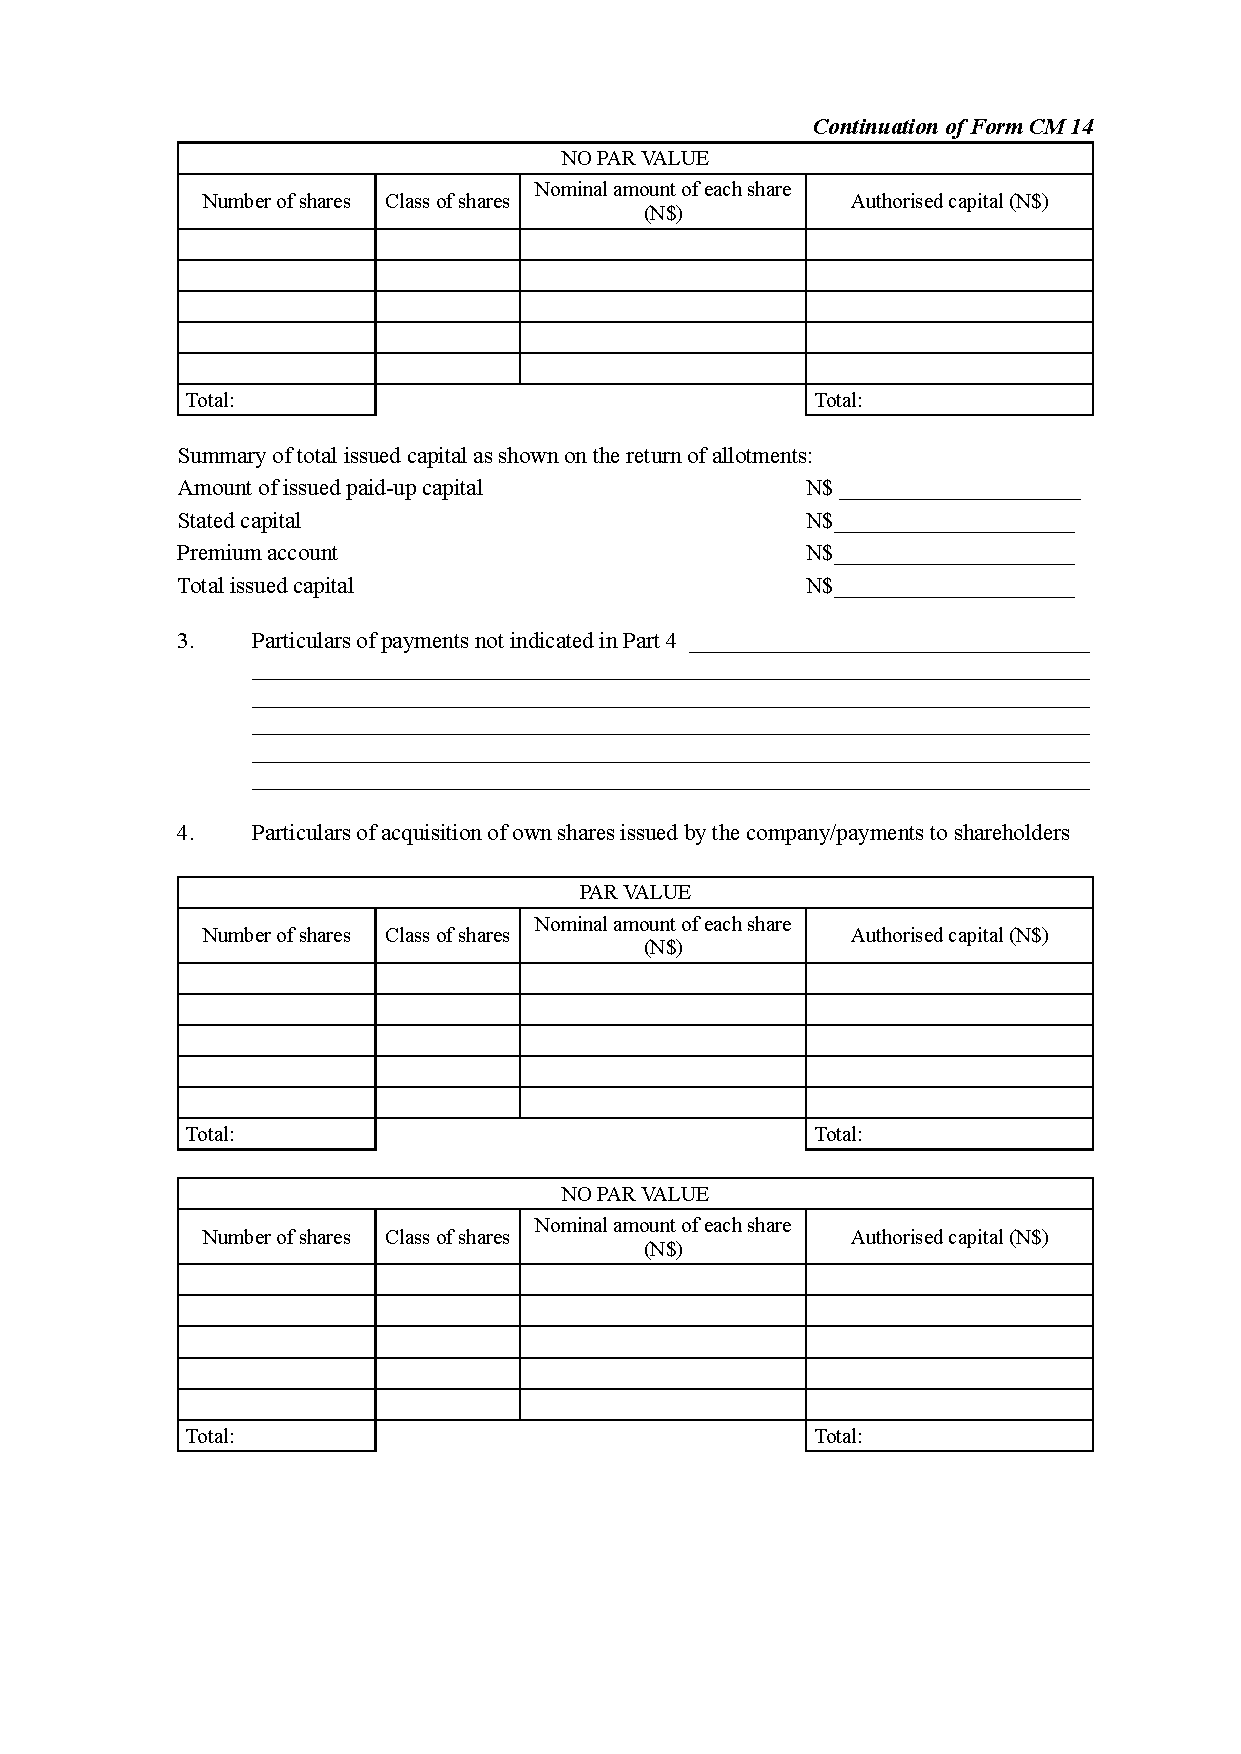 Continuation of Form CM 14
NO PAR VALUE
Number of shares Class of shares Nominal amount of each share (N$) Authorised capital (N$)
Total: Total:
Summary of total issued capital as shown on the return of allotments:
Amount of issued paid-up capital N$ ______________________
Stated capital N$______________________
Premium account N$______________________
Total issued capital N$______________________
3. Particulars of payments not indicated in Part 4 ____________________________________
4. Particulars of acquisition of own shares issued by the company/payments to shareholders
PAR VALUE
Number of shares Class of shares Nominal amount of each share (N$) Authorised capital (N$)
Total: Total:
NO PAR VALUE
Number of shares Class of shares Nominal amount of each share (N$) Authorised capital (N$)
Total: Total: